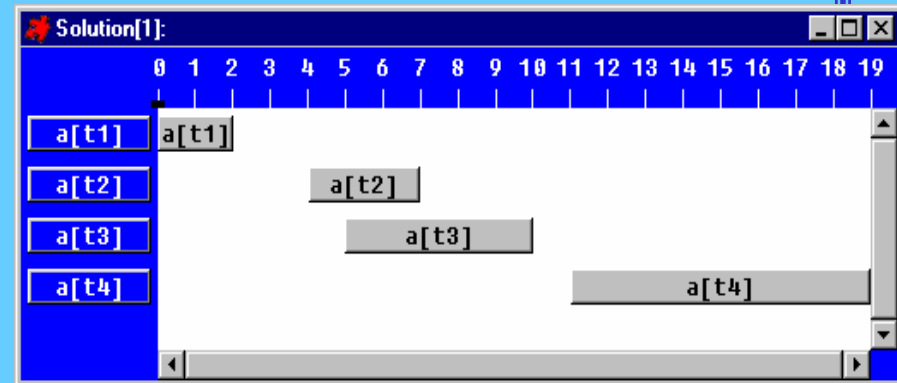 Solution[1]:
0 1 2 3 4 5 6 7 8 9 10 11 12 13 14 15 16 17 18 19
a[t1] a[t1]
a[t2] a[t2]
a[t3] a[t3]
a[t4] a[t4]